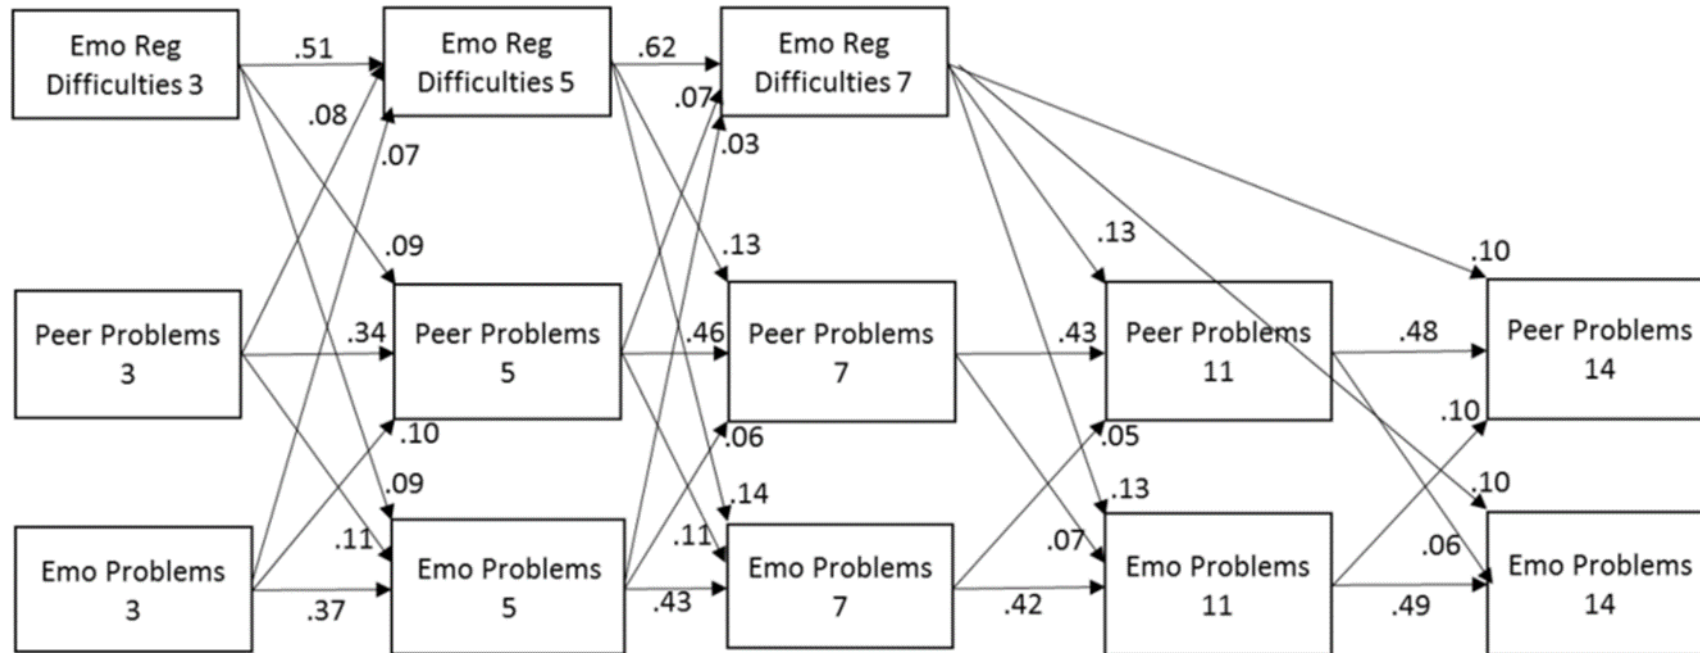 Emo Reg
Difficulties 3
.51
Emo Reg
Difficulties 5
.62
Emo Reg
Difficulties 7
.08
.07
.07
.03
.09
.13
.13
.10
Peer Problems
3
.34
Peer Problems
5
.46
Peer Problems
7
.43
Peer Problems
11
.48
Peer Problems
14
.10
.06
.05
.10
.09
.14
.13
.10
.11
.11
.07
.06
Emo Problems
3
.37
Emo Problems
5
.43
Emo Problems
7
.42
Emo Problems
11
.49
Emo Problems
14